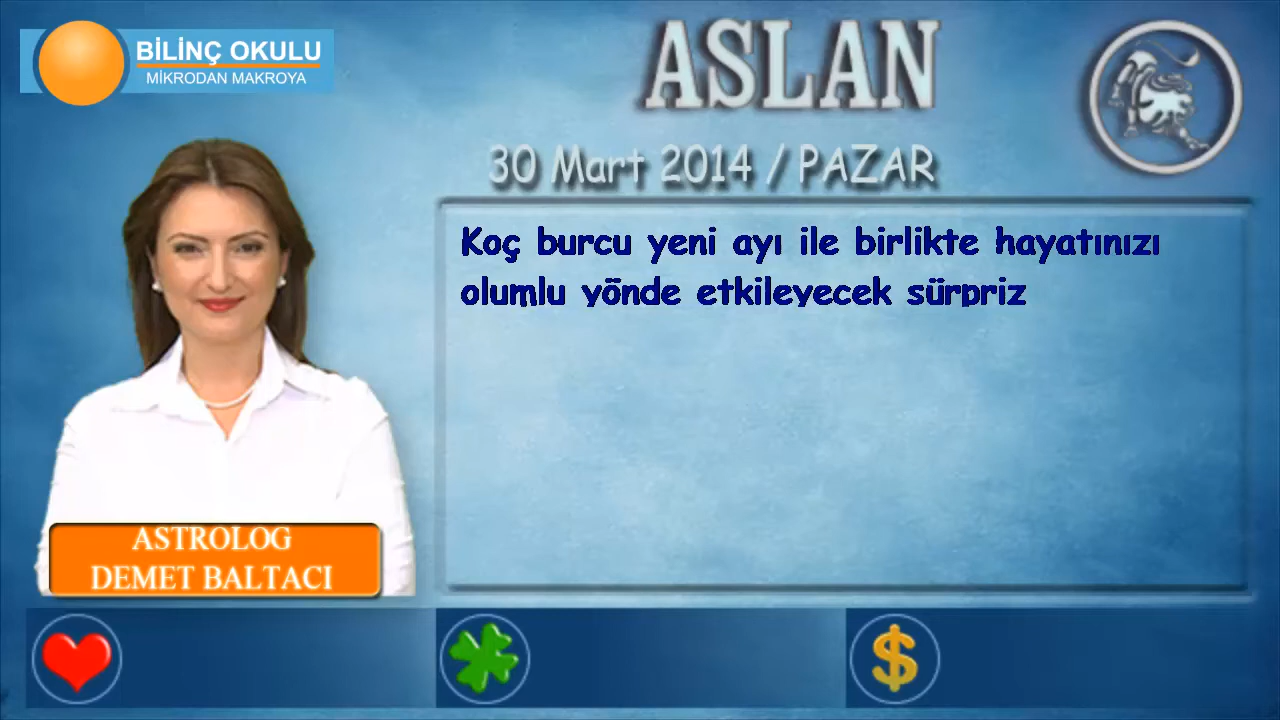 BİLİNÇ OKULU
MİKRODAN MAKROYA
ASLAN
30 Mart 2014 / PAZAR
Koç burcu yeni ayı ile birlikte hayatınızı
olumlu yönde etkileyecek sürpriz
ASTROLOG
DEMET BALTACI
$